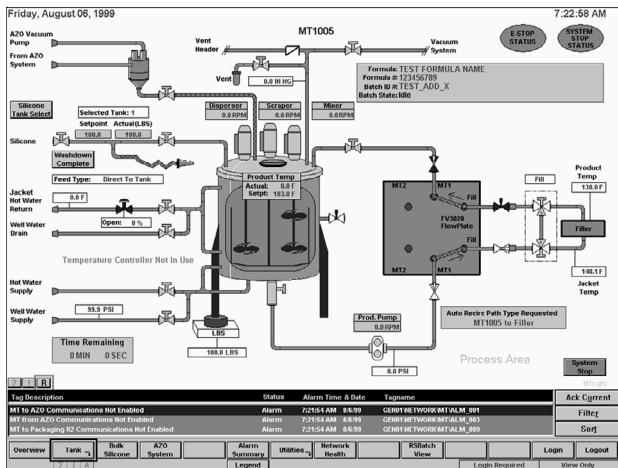 Friday, August 06, 1999
7:22:58 AM
MT1005
AZO Vacuum
Pump
From AZO
System
Vent
Header
Vacuum
System
E-STOP
STATUS
SYSTEM
STOP
STATUS
Vent
0.0 IN HG
Formula: TEST FORMULA NAME
Formula #: 123456789
Batch ID #: TEST_ADD_X
Batch State: Idle
Silicone
Tank Select
Selected Tank: 1
Setpoint Actual(LBS)
100.0 100.0
Disperser
0.0 RPM
Scraper
0.0 RPM
Mixer
0.0 RPM
Silicone
Washdown
Complete
Feed Type: Direct To Tank
Product Temp
Actual: 0.0 F
Setpt: 103.0 F
Jacket
Hot Water
Return
0.0 F
Open: 0 %
Well Water
Drain
Temperature Controller Not In Use
Hot Water
Supply
Well Water
Supply
99.9 PSI
MT2 MT1
Fill
FV3020
FlowPlate
Fill
MT2 MT1
Fill
Product
Temp
130.0 F
Filler
140.1 F
Jacket
Temp
LBS
100.0 LBS
Time Remaining
0 MIN 0 SEC
Prod. Pump
0.0 RPM
0.0 PSI
Auto Recirc Path Type Requested
MT1005 to Filler
Process Area
System
Stop
MTx.gfx
? ! R
Tag Description Status Alarm Time & Date Tagname
MT to AZO Communications Not Enabled Alarm 7:21:54 AM 8/6/99 GEN01\NETWORK\MT\ALM_001
MT from AZO Communications Not Enabled Alarm 7:21:54 AM 8/6/99 GEN01\NETWORK\MT\ALM_003
MT to Packaging R2 Communications Not Enabled Alarm 7:21:54 AM 8/6/99 GEN01\NETWORK\MT\ALM_009
Ack Current
Filter
Sort
Overview
Tank
Bulk
Silicone
AZO
System
Alarm
Summary
Utilities
Network
Health
RSBatch
View
Login
Logout
? ! A
Legend
Login Required
View Only